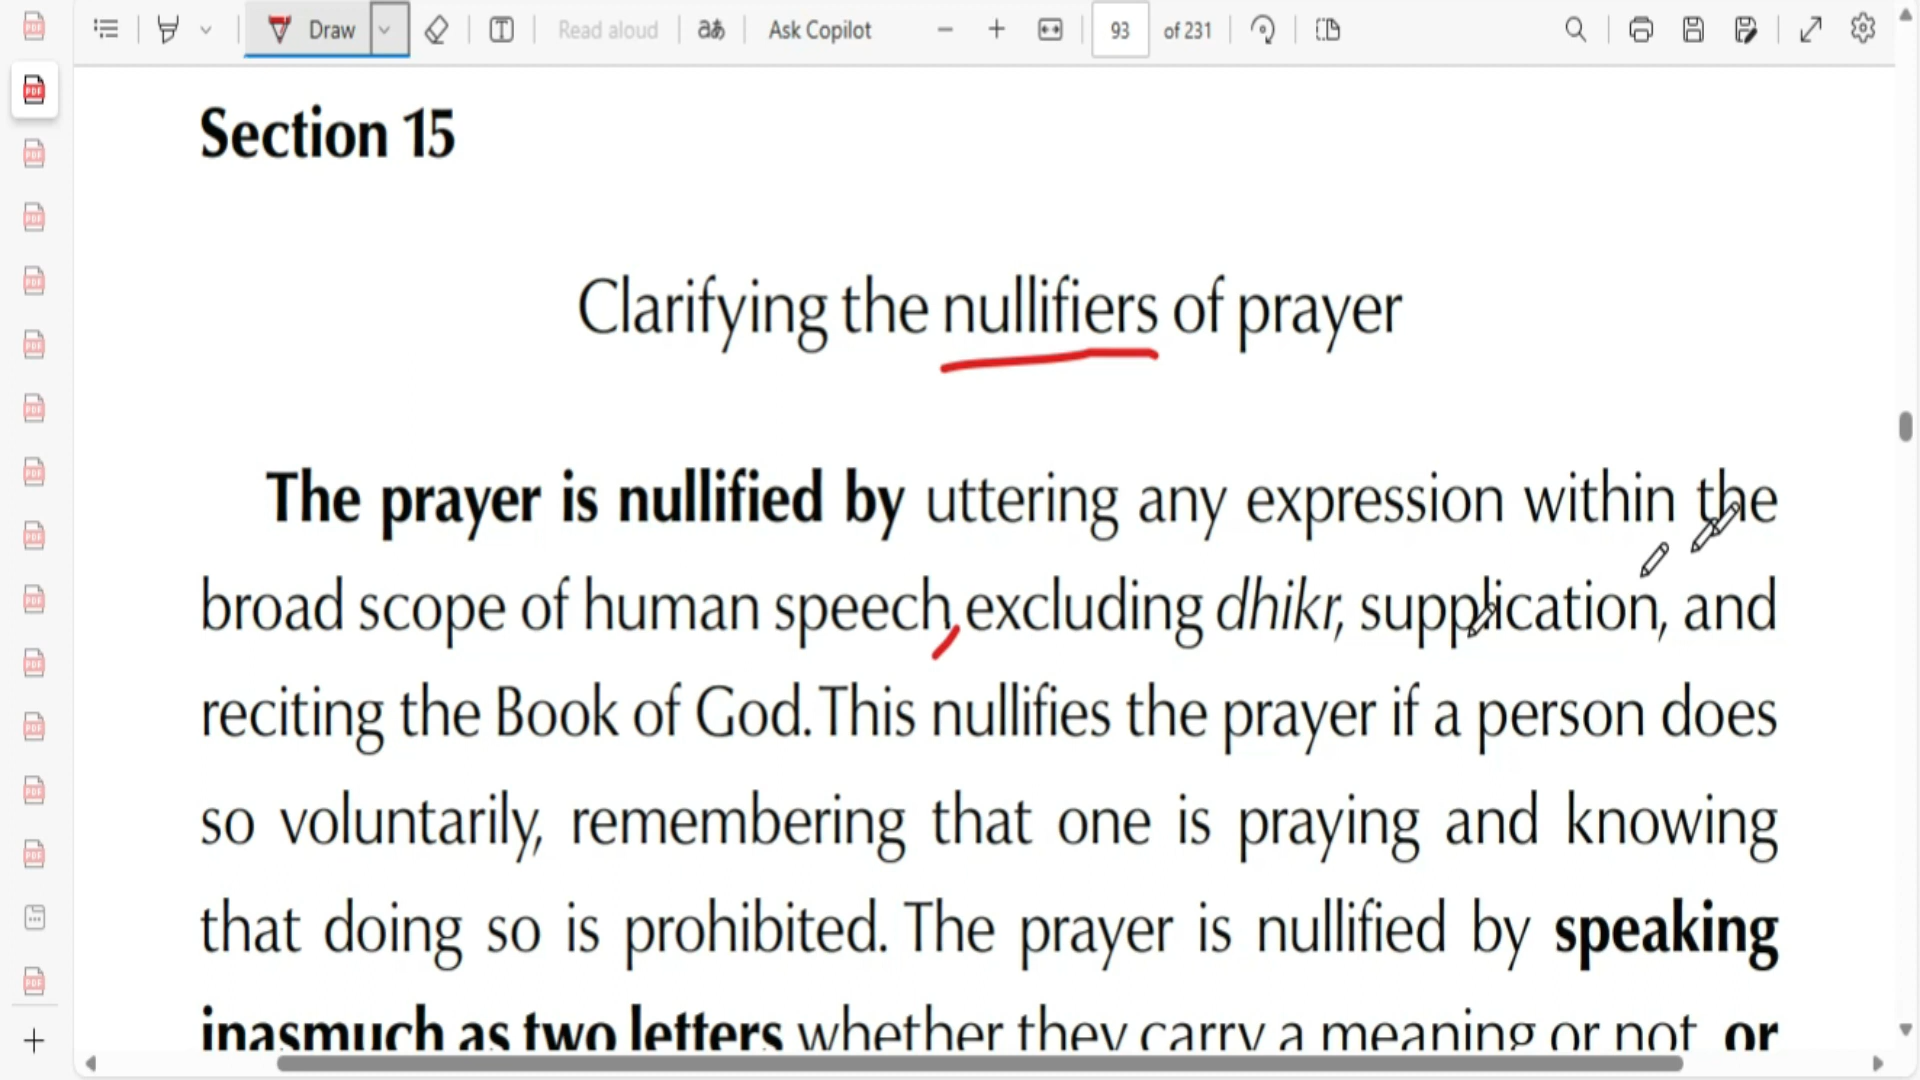 Draw
Read aloud
aあ
Ask Copilot
93
of 231
Section 15
Clarifying the nullifiers of prayer
The prayer is nullified by uttering any expression within the
broad scope of human speech, excluding dhikr, supplication, and
reciting the Book of God. This nullifies the prayer if a person does
so voluntarily, remembering that one is praying and knowing
that doing so is prohibited. The prayer is nullified by speaking
inasmuch as two letters whether they carry a meaning or not, or